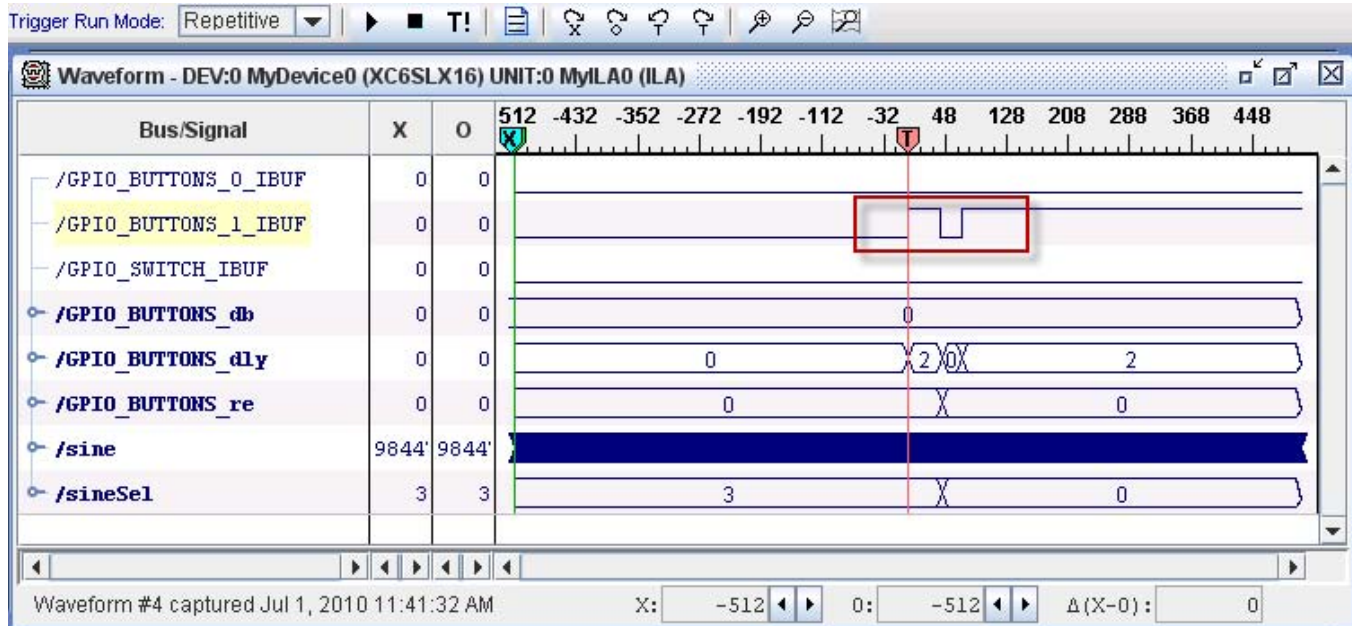 Trigger Run Mode: Repetitive T!
Waveform - DEV:0 MyDevice0 (XC6SLX16) UNIT:0 MyILA0 (ILA)
Bus/Signal X O 512 -432 -352 -272 -192 -112 -32 48 128 208 288 368 448
X T
/GPIO_BUTTONS_0_IBUF 0 0
/GPIO_BUTTONS_1_IBUF 0 0
/GPIO_SWITCH_IBUF 0 0
/GPIO_BUTTONS_db 0 0 0
/GPIO_BUTTONS_dly 0 0 0 2 0 2
/GPIO_BUTTONS_re 0 0 0 0
/sine 9844' 9844'
/sineSel 3 3 3 0
Waveform #4 captured Jul 1, 2010 11:41:32 AM X: -512 O: -512 Δ(X-O): 0